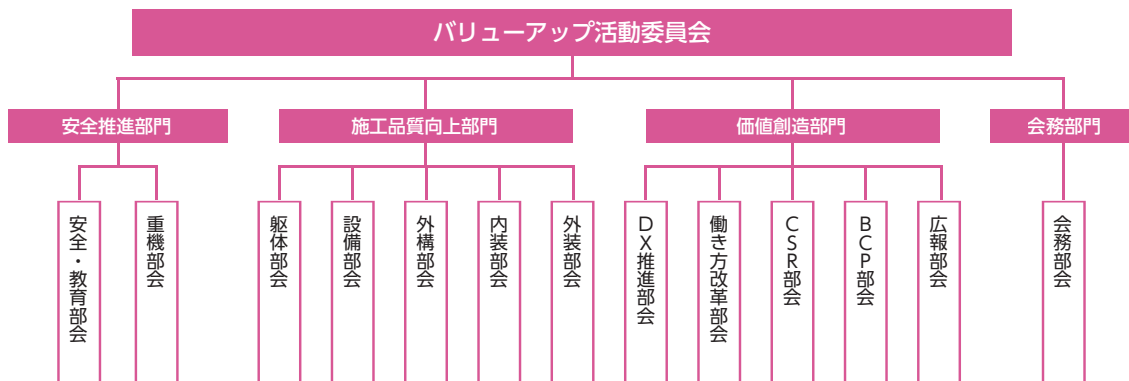 バリューアップ活動委員会
安全推進部門
施工品質向上部門
価値創造部門
会務部門
安全・教育部会
重機部会
躯体部会
設備部会
外構部会
内装部会
外装部会
DX推進部会
働き方改革部会
CSR部会
BCP部会
広報部会
会務部会